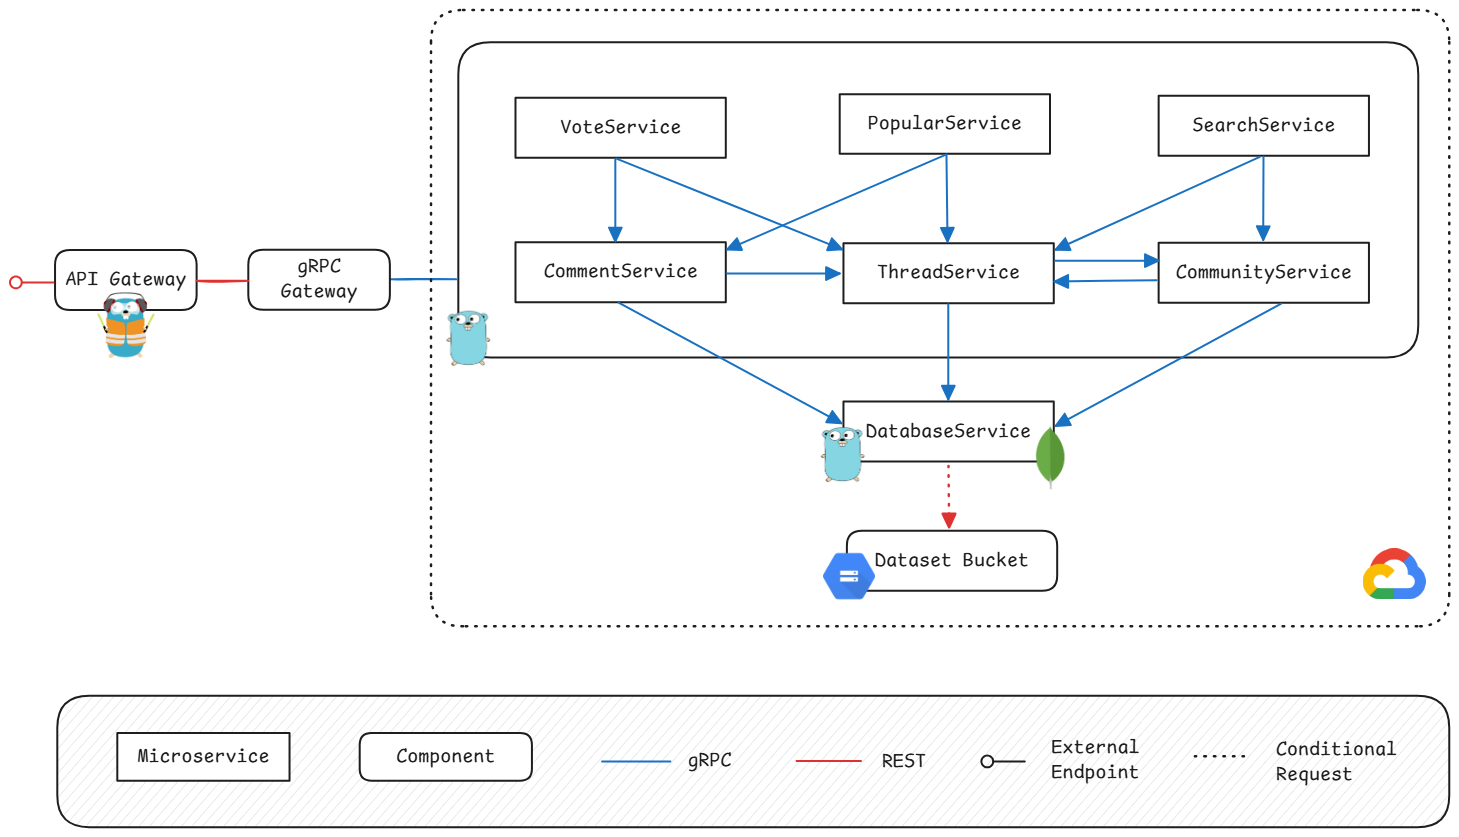 VoteService
PopularService
SearchService
API Gateway
gRPC
Gateway
CommentService
ThreadService
CommunityService
DatabaseService
Dataset Bucket
Microservice
Component
gRPC
REST
External
Endpoint
Conditional
Request